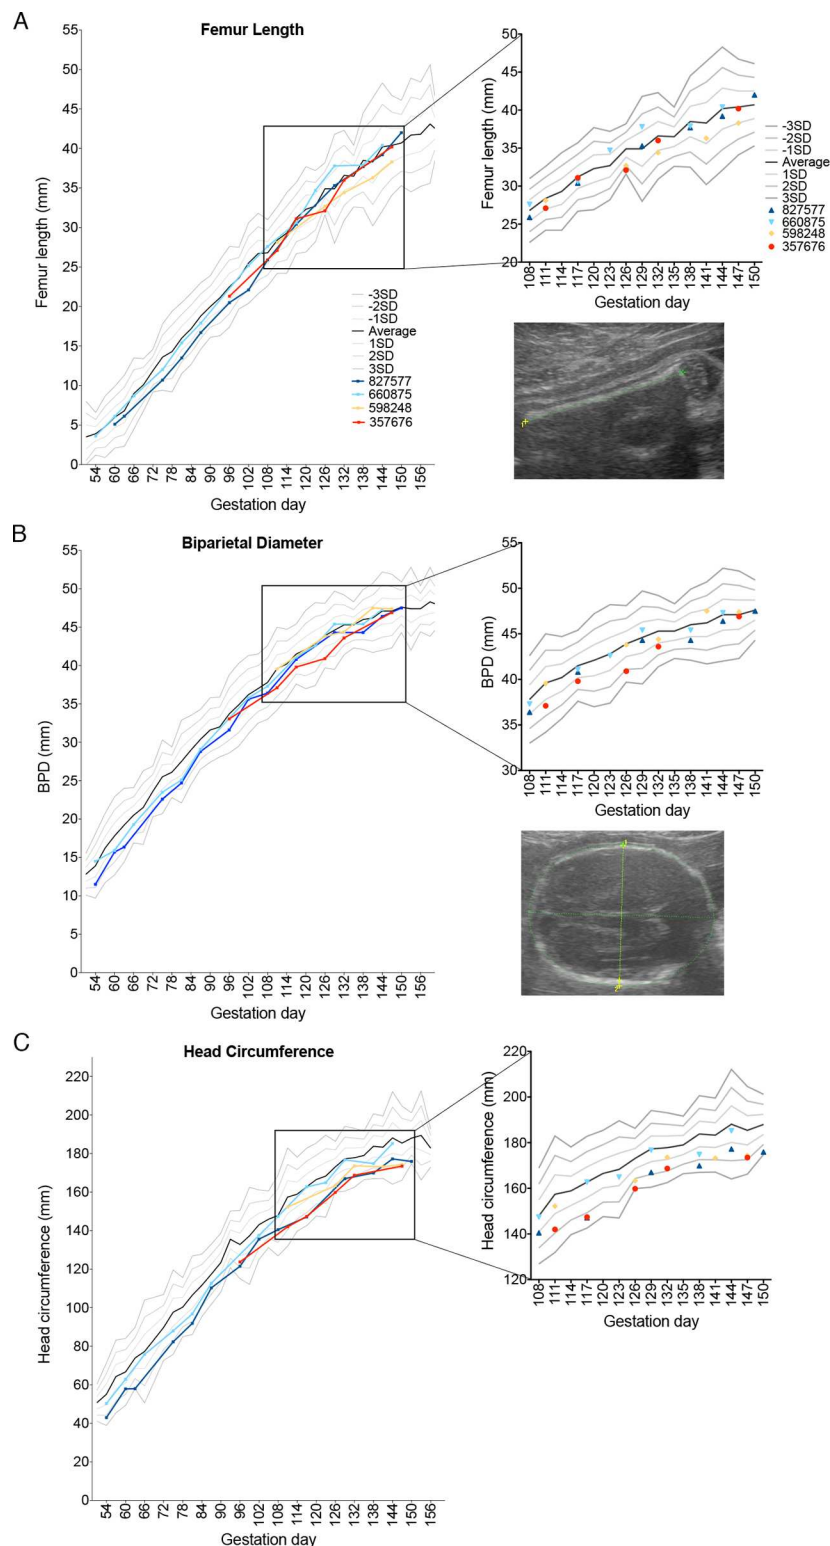 A
Femur Length
55
50
45
40
35
30
25
20
15
10
5
0
Femur length (mm)
54 60 66 72 78 84 90 96 102 108 114 120 126 132 138 144 150 156
Gestation day
-3SD
-2SD
-1SD
Average
1SD
2SD
3SD
827577
660875
598248
357676
50
45
40
35
30
25
20
Femur length (mm)
108 111 114 117 120 123 126 129 132 135 138 141 144 147 150
Gestation day
-3SD
-2SD
-1SD
Average
1SD
2SD
3SD
827577
660875
598248
357676
B
Biparietal Diameter
55
50
45
40
35
30
25
20
15
10
5
0
BPD (mm)
54 60 66 72 78 84 90 96 102 108 114 120 126 132 138 144 150 156
Gestation day
55
50
45
40
35
30
BPD (mm)
108 111 114 117 120 123 126 129 132 135 138 141 144 147 150
Gestation day
C
Head Circumference
220
200
180
160
140
120
100
80
60
40
20
0
Head circumference (mm)
54 60 66 72 78 84 90 96 102 108 114 120 126 132 138 144 150 156
Gestation day
220
200
180
160
140
120
Head circumference (mm)
108 111 114 117 120 123 126 129 132 135 138 141 144 147 150
Gestation day